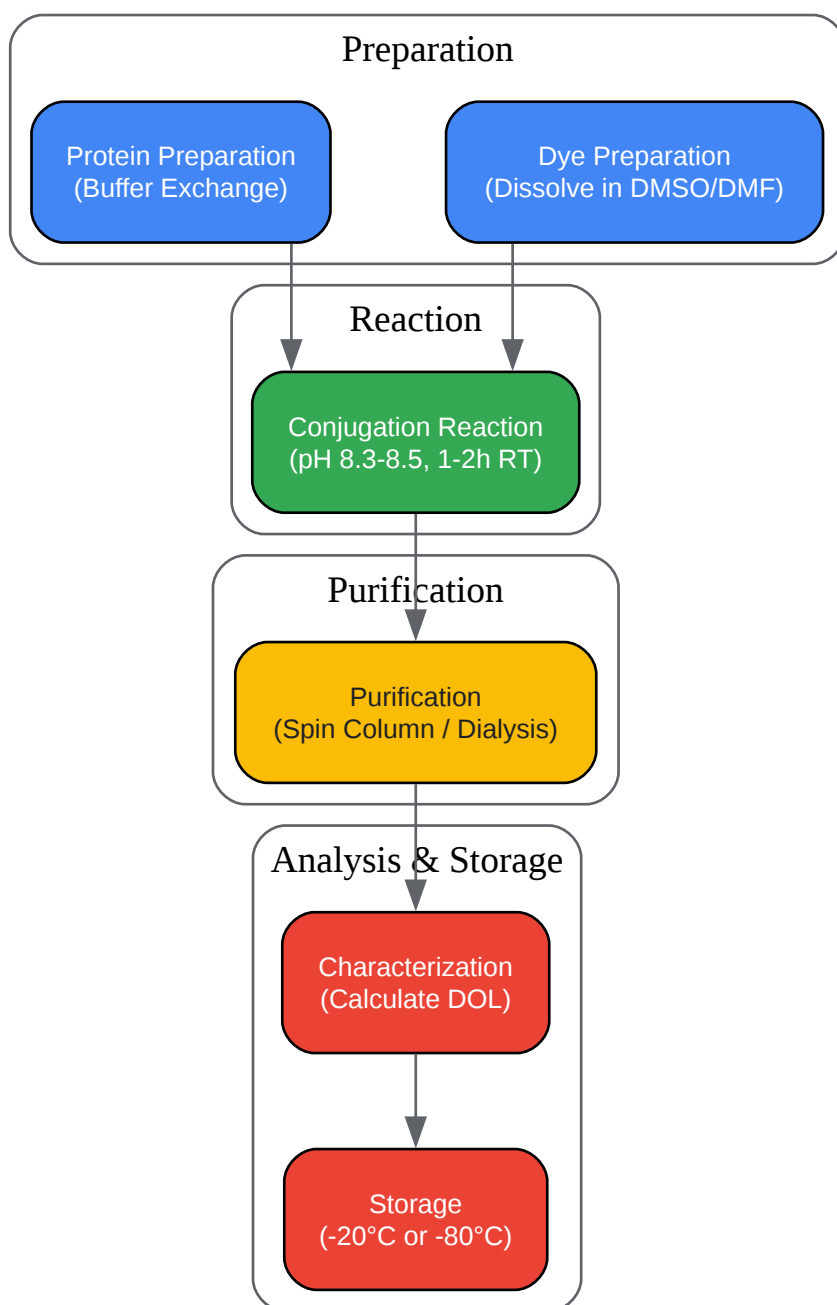 Preparation
Protein Preparation
(Buffer Exchange)
Dye Preparation
(Dissolve in DMSO/DMF)
Reaction
Conjugation Reaction
(pH 8.3-8.5, 1-2h RT)
Purification
Purification
(Spin Column / Dialysis)
Analysis & Storage
Characterization
(Calculate DOL)
Storage
(-20°C or -80°C)